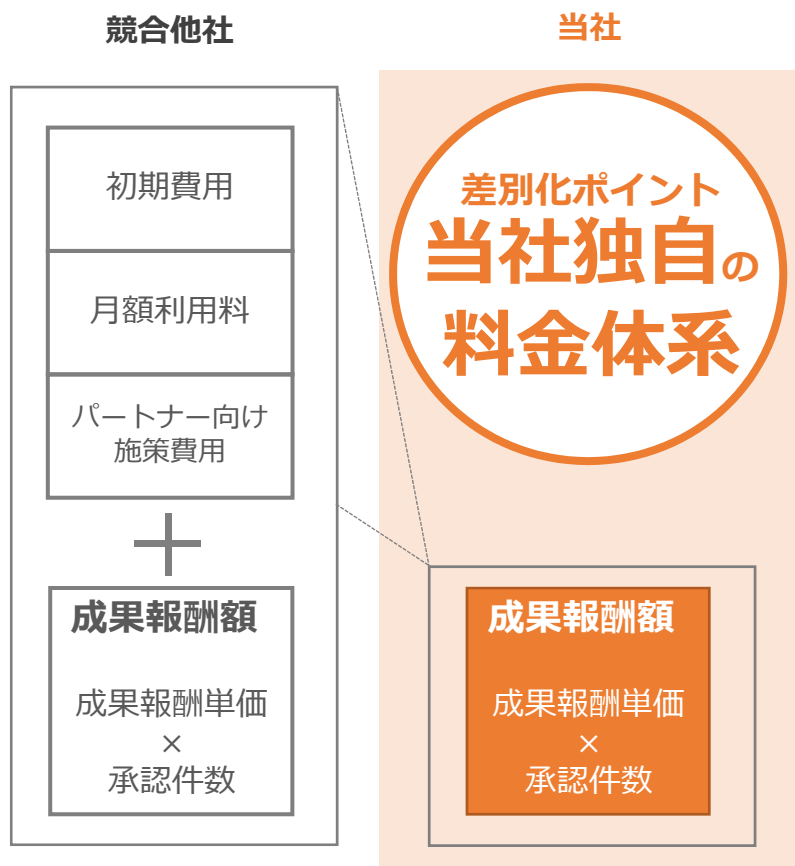 競合他社
初期費用
月額利用料
パートナー向け
施策費用
＋
成果報酬額
成果報酬単価
×
承認件数
当社
差別化ポイント
当社独自の
料金体系
成果報酬額
成果報酬単価
×
承認件数